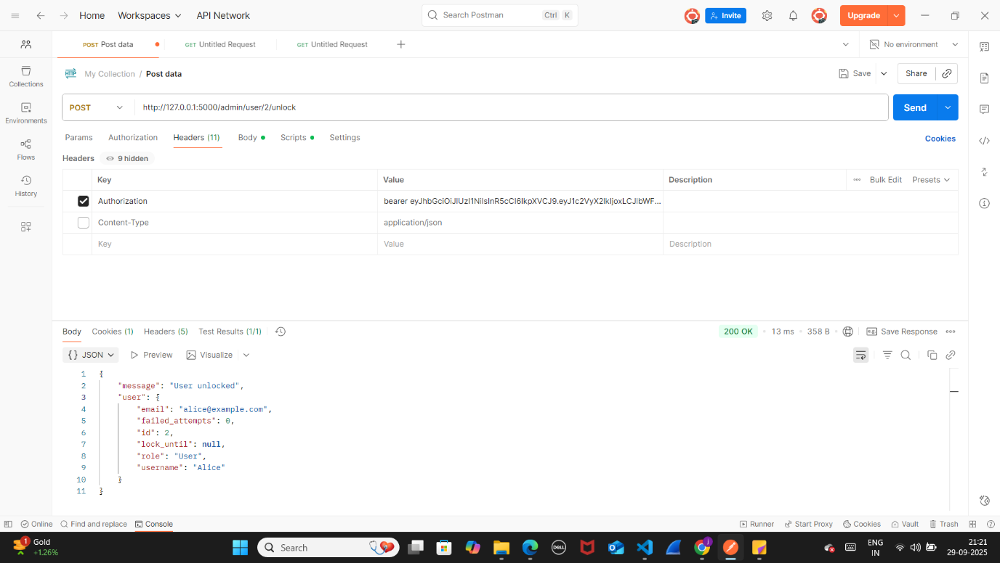 Home
Workspaces
API Network
Search Postman
Ctrl
K
Invite
Upgrade
POST Post data
GET Untitled Request
GET Untitled Request
No environment
HTTP
My Collection / Post data
Save
Share
Collections
Environments
Flows
History
POST
http://127.0.0.1:5000/admin/user/2/unlock
Send
Params
Authorization
Headers (11)
Body
Scripts
Settings
Cookies
Headers
9 hidden
Key
Value
Description
Bulk Edit
Presets
Authorization
Content-Type
application/json
Key
Value
Description
Body
Cookies (1)
Headers (5)
Test Results (1/1)
200 OK
13 ms
358 B
e.g.
Save Response
{} JSON
Preview
Visualize
1 {
2 "message": "User unlocked",
3 "user": {
4 "email": "alice@example.com",
5 "failed_attempts": 0,
6 "id": 2,
7 "lock_until": null,
8 "role": "User",
9 "username": "Alice"
10 }
11 }
Online
Find and replace
Console
Runner
Start Proxy
Cookies
Vault
Trash
1
Gold
+1.26%
Search
DELL
ENG
IN
21:21
29-09-2025